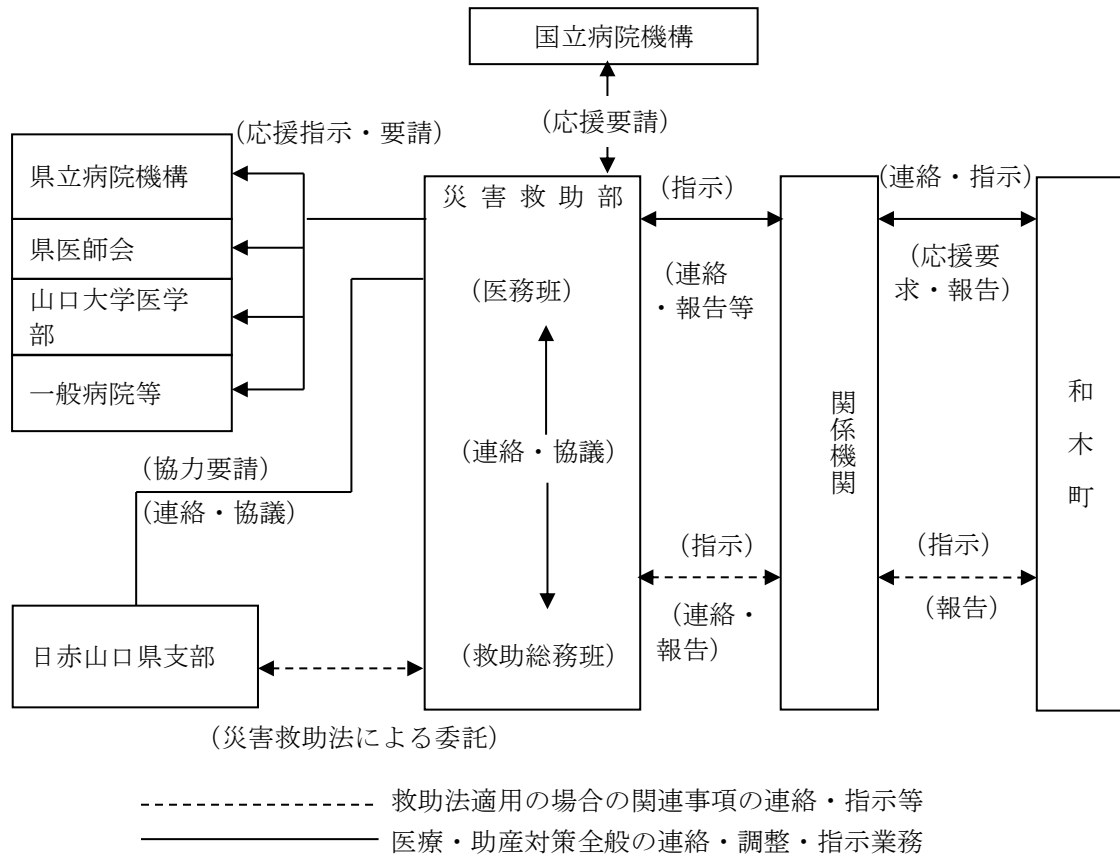 国立病院機構
(応援要請)
(応援指示・要請)
県立病院機構
県医師会
山口大学医学
部
一般病院等
災害救助部
(医務班)
(連絡・協議)
(救助総務班)
(指示)
(連絡
・報告等
(指示)
(連絡・
報告)
関係機関
(連絡・指示)
(応援要
求・報告)
(指示)
(報告)
和木町
(協力要請)
(連絡・協議)
日赤山口県支部
(災害救助法による委託)
救助法適用の場合の関連事項の連絡・指示等
医療・助産対策全般の連絡・調整・指示業務